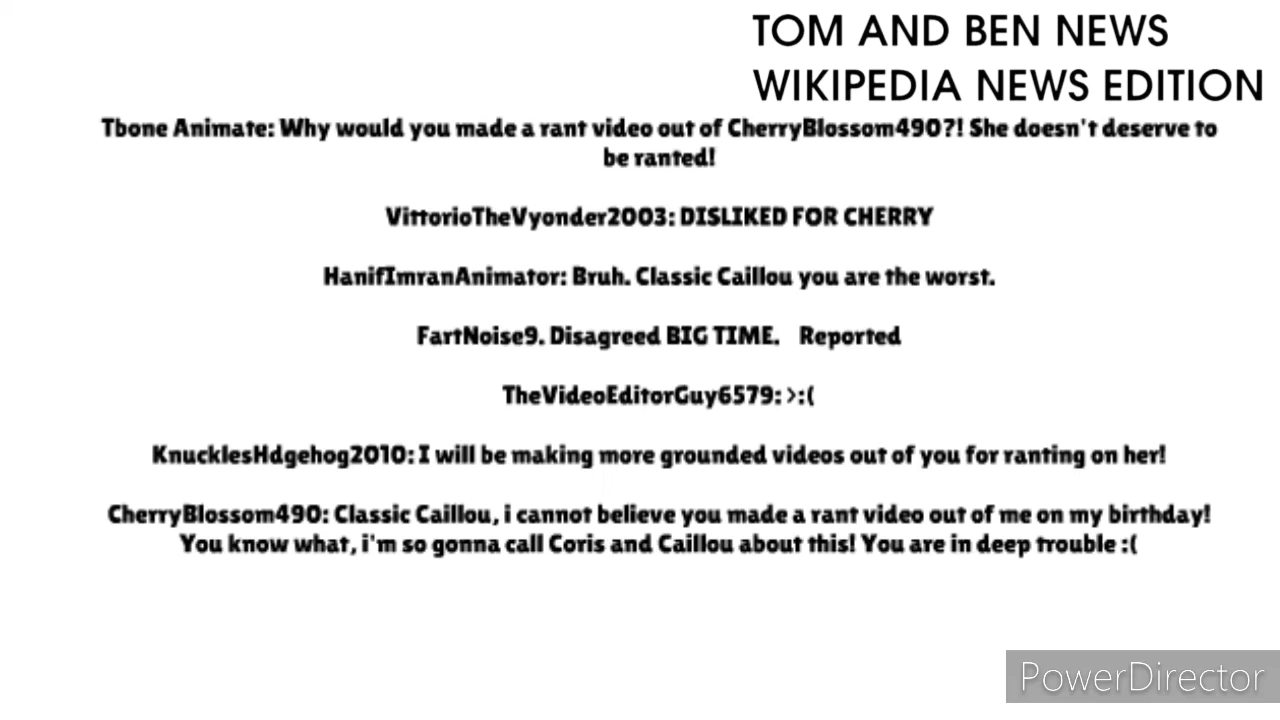 TOM AND BEN NEWS
WIKIPEDIA NEWS EDITION
Tbone Animate: Why would you made a rant video out of CherryBlossom490?! She doesn't deserve to
be ranted!
VittorioTheVyonder2003: DISLIKED FOR CHERRY
HanifImranAnimator: Bruh. Classic Caillou you are the worst.
FartNoise9. Disagreed BIG TIME. Reported
TheVideoEditorGuy6579: >:(
KnucklesHdgehog2010: I will be making more grounded videos out of you for ranting on her!
CherryBlossom490: Classic Caillou, i cannot believe you made a rant video out of me on my birthday!
You know what, i'm so gonna call Coris and Caillou about this! You are in deep trouble :(
PowerDirector